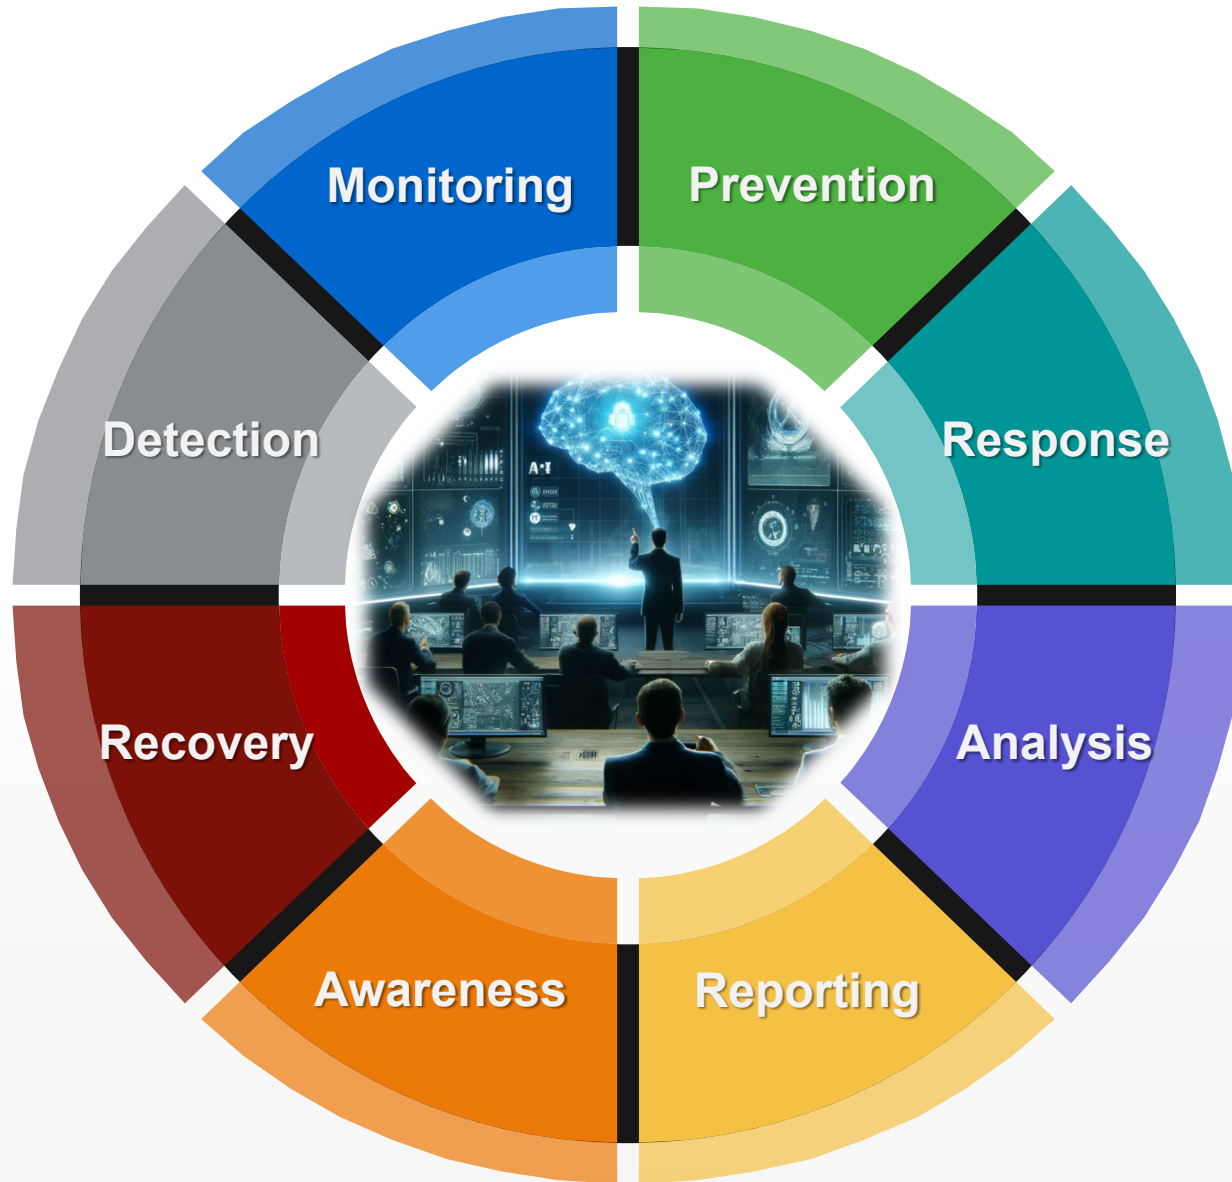 Monitoring
Prevention
Detection
Response
Recovery
Analysis
Awareness
Reporting